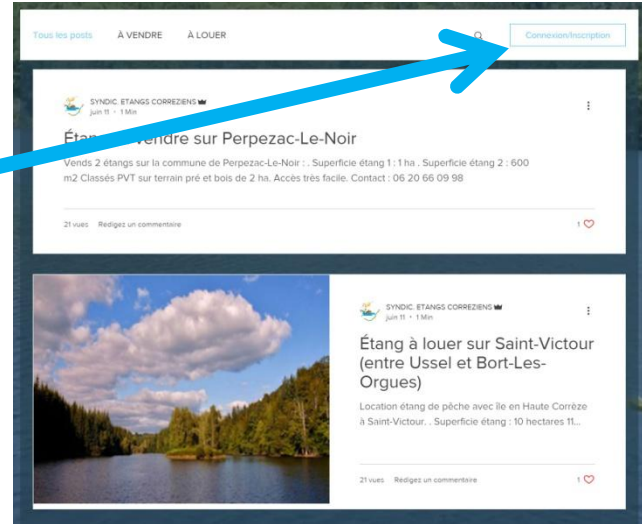 Tous les posts À VENDRE À LOUER Connexion/Inscription
SYNDIC. ETANGS CORREZIENS
juin 11 · 1 Min
vendre sur Perpezac-Le-Noir
Vends 2 étangs sur la commune de Perpezac-Le-Noir : . Superficie étang 1 : 1 ha . Superficie étang 2 : 600
m2 Classés PVT sur terrain pré et bois de 2 ha. Accès très facile. Contact : 06 20 66 09 98
21 vues Rédigez un commentaire 1
SYNDIC. ETANGS CORREZIENS
juin 11 · 1 Min
Étang à louer sur Saint-Victour
(entre Ussel et Bort-Les-
Orgues)
Location étang de pêche avec île en Haute Corrèze
à Saint-Victour. . Superficie étang : 10 hectares 11...
21 vues Rédigez un commentaire 1